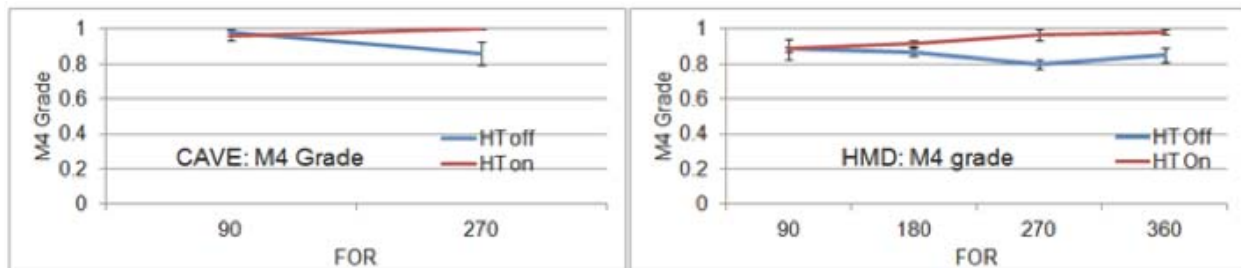 1
0.8
0.6
0.4
0.2
0
M4 Grade
HT off
HT on
CAVE: M4 Grade
90
270
FOR
1
0.8
0.6
0.4
0.2
0
M4 Grade
HT Off
HT On
HMD: M4 grade
90
180
270
360
FOR